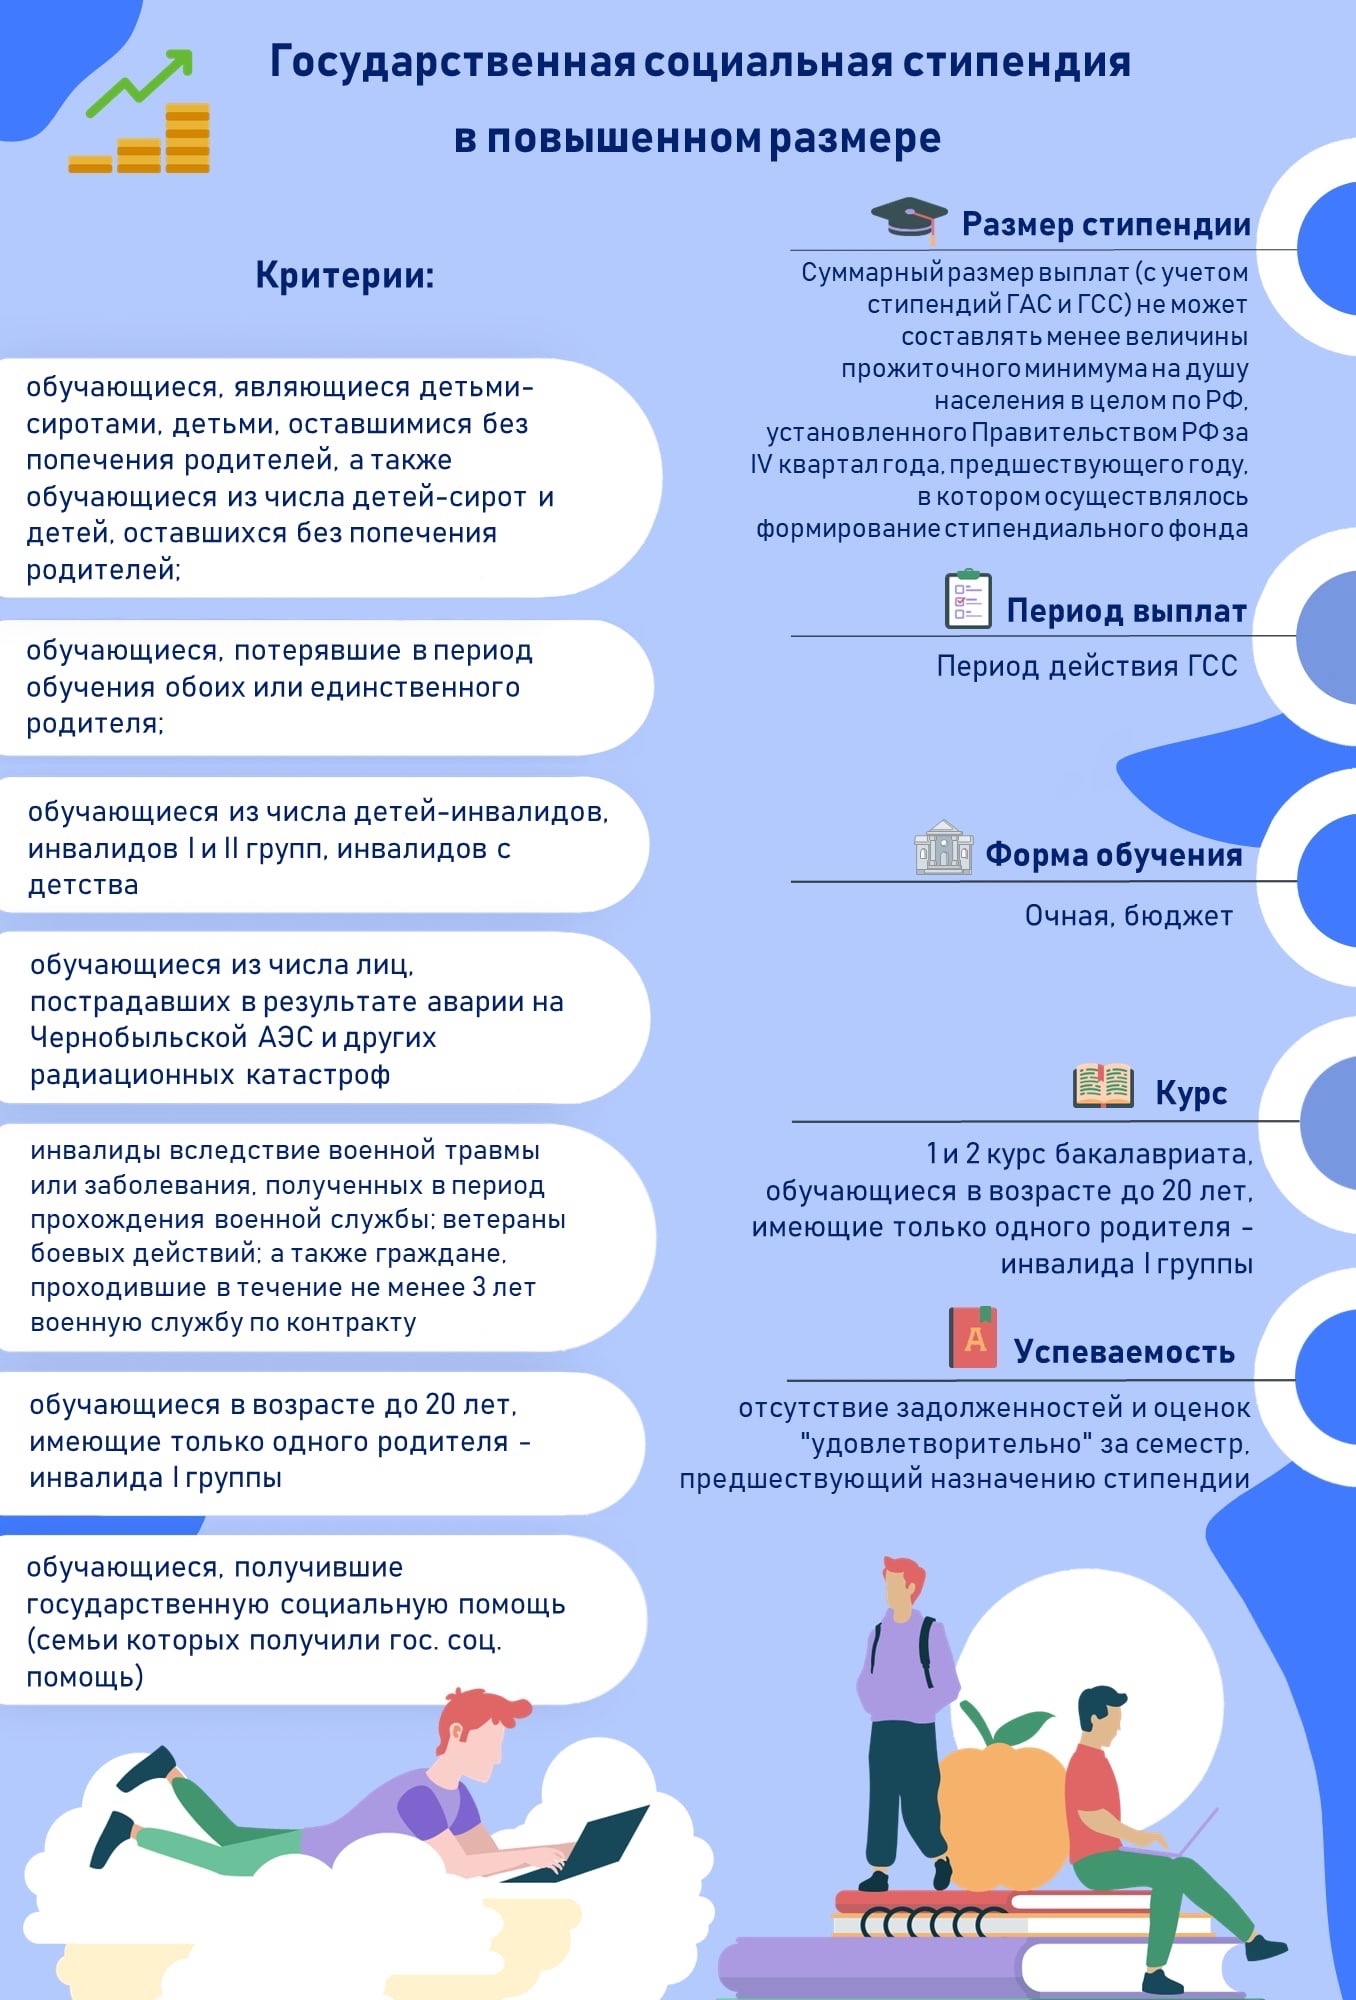 Государственная социальная стипендия
в повышенном размере
Критерии:
обучающиеся, являющиеся детьми-
сиротами, детьми, оставшимися без
попечения родителей, а также
обучающиеся из числа детей-сирот и
детей, оставшихся без попечения
родителей;
обучающиеся, потерявшие в период
обучения обоих или единственного
родителя;
обучающиеся из числа детей-инвалидов,
инвалидов I и II групп, инвалидов с
детства
обучающиеся из числа лиц,
пострадавших в результате аварии на
Чернобыльской АЭС и других
радиационных катастроф
инвалиды вследствие военной травмы
или заболевания, полученных в период
прохождения военной службы; ветераны
боевых действий; а также граждане,
проходившие в течение не менее 3 лет
военную службу по контракту
обучающиеся в возрасте до 20 лет,
имеющие только одного родителя -
инвалида I группы
обучающиеся, получившие
государственную социальную помощь
(семьи которых получили гос. соц.
помощь)
Размер стипендии
Суммарный размер выплат (с учетом
стипендий ГАС и ГСС) не может
составлять менее величины
прожиточного минимума на душу
населения в целом по РФ,
установленного Правительством РФ за
IV квартал года, предшествующего году,
в котором осуществлялось
формирование стипендиального фонда
Период выплат
Период действия ГСС
Форма обучения
Очная, бюджет
Курс
1 и 2 курс бакалавриата,
обучающиеся в возрасте до 20 лет,
имеющие только одного родителя -
инвалида I группы
A
Успеваемость
отсутствие задолженностей и оценок
"удовлетворительно" за семестр,
предшествующий назначению стипендии